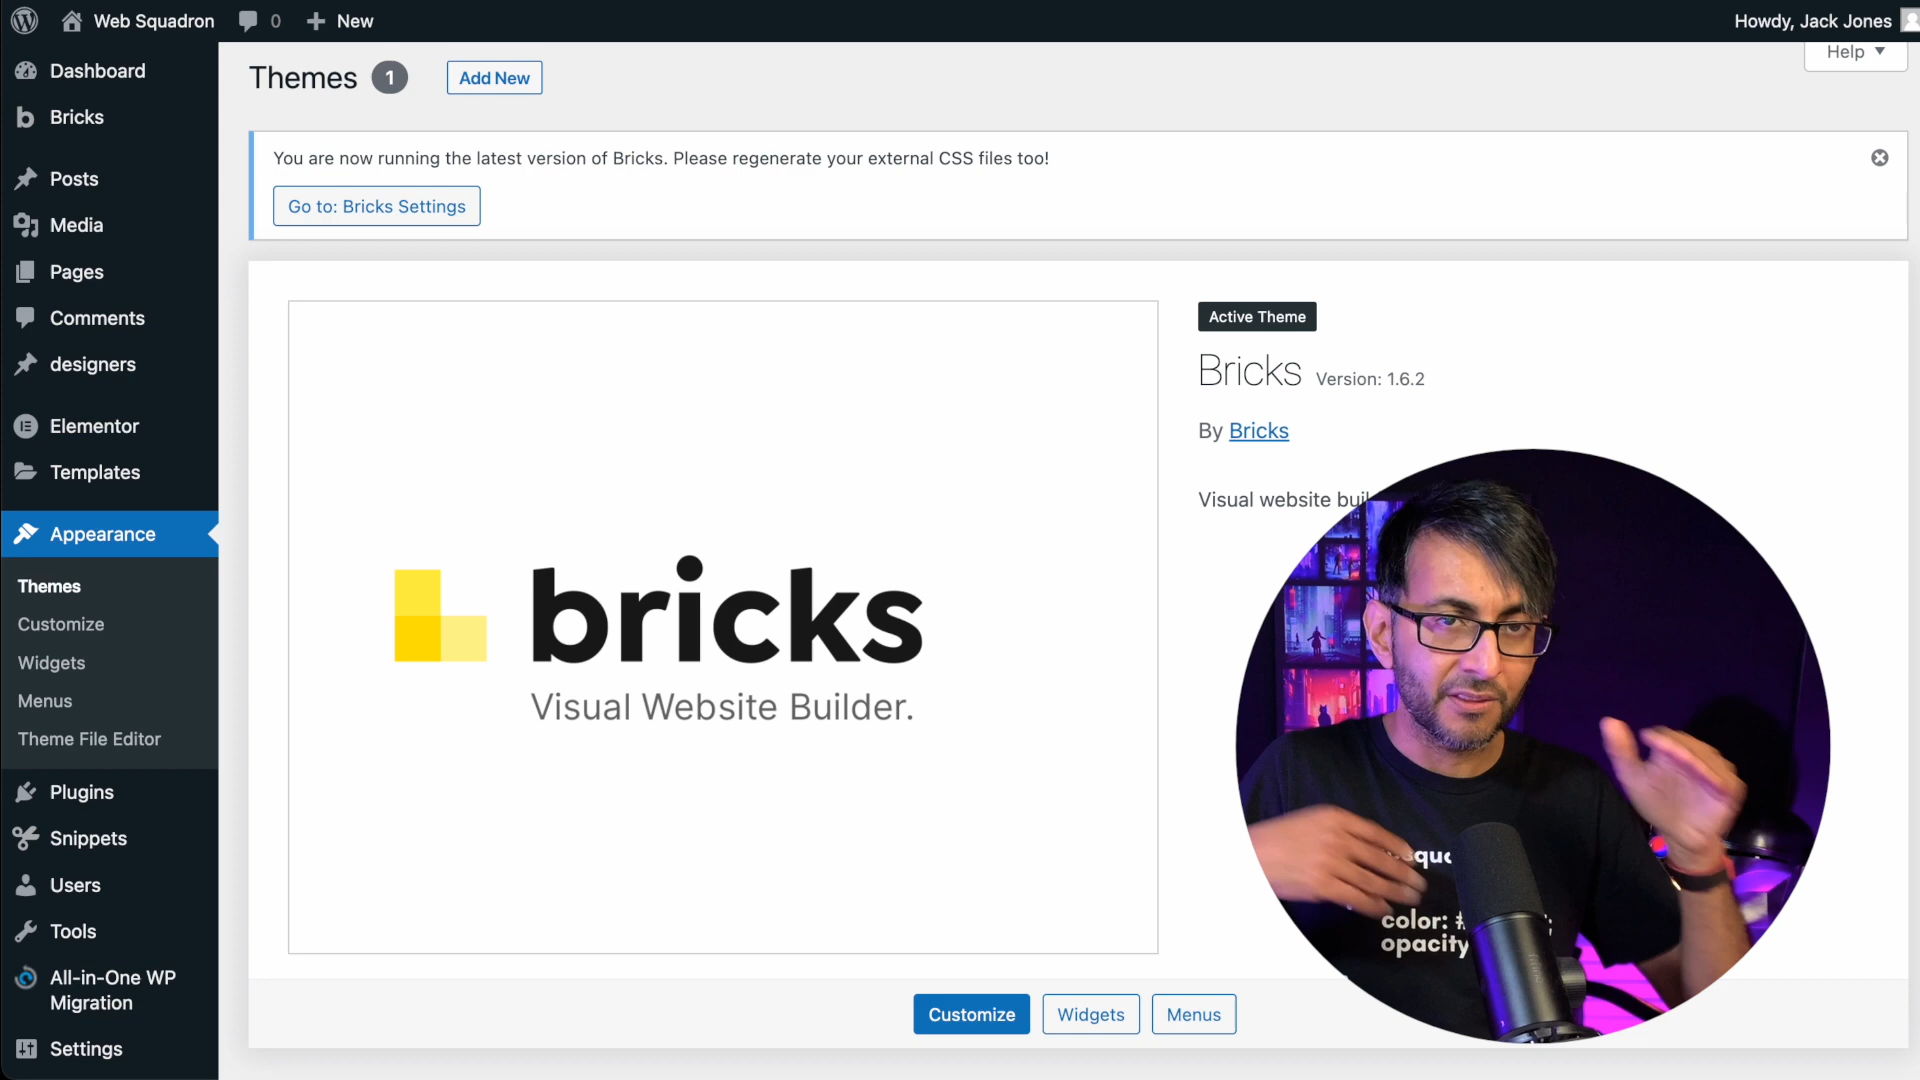 Web Squadron
0
New
Howdy, Jack Jones
Dashboard
Bricks
Posts
Media
Pages
Comments
designers
Elementor
Templates
Appearance
Themes
Customize
Widgets
Menus
Theme File Editor
Plugins
Snippets
Users
Tools
All-in-One WP
Migration
Settings
Help
Themes 1
Add New
You are now running the latest version of Bricks. Please regenerate your external CSS files too!
Go to: Bricks Settings
bricks
Visual Website Builder.
Active Theme
Bricks Version: 1.6.2
By Bricks
Visual website
color:
opacity
Customize
Widgets
Menus